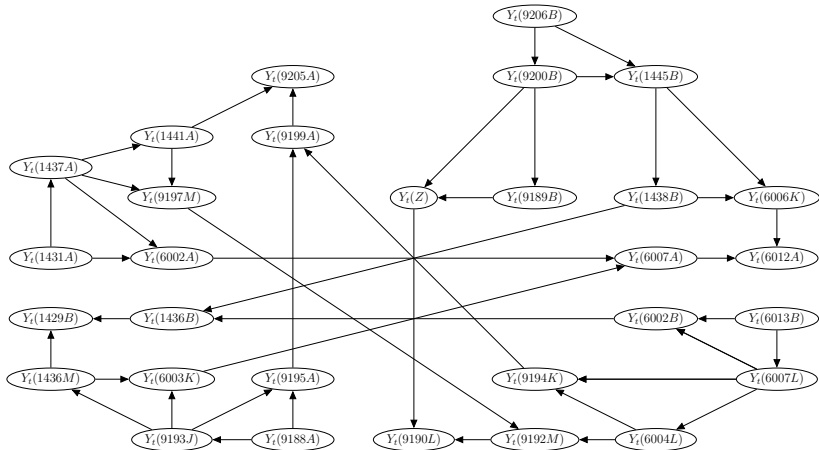 Y_t(9206B)
Y_t(9205A)
Y_t(9200B)
Y_t(1445B)
Y_t(1441A)
Y_t(9199A)
Y_t(1437A)
Y_t(9197M)
Y_t(Z)
Y_t(9189B)
Y_t(1438B)
Y_t(6006K)
Y_t(1431A)
Y_t(6002A)
Y_t(6007A)
Y_t(6012A)
Y_t(1429B)
Y_t(1436B)
Y_t(6002B)
Y_t(6013B)
Y_t(1436M)
Y_t(6003K)
Y_t(9195A)
Y_t(9194K)
Y_t(6007L)
Y_t(9193J)
Y_t(9188A)
Y_t(9190L)
Y_t(9192M)
Y_t(6004L)